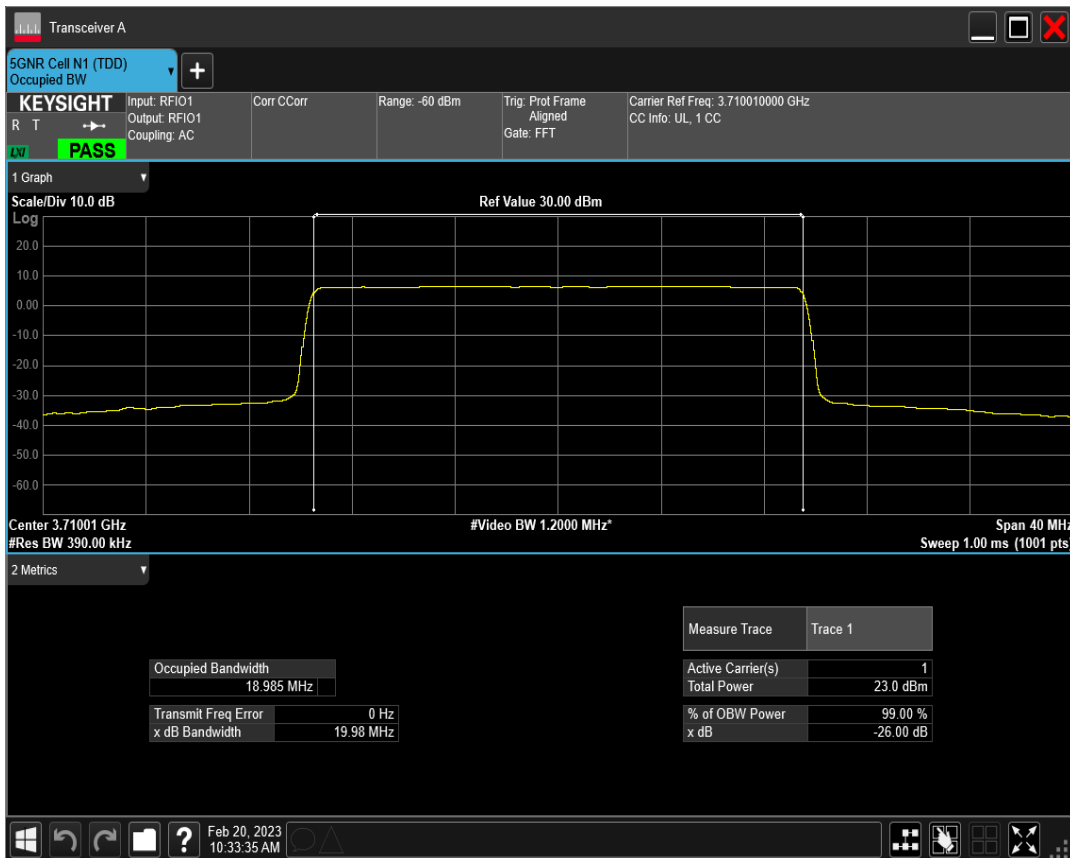 Transceiver A
5GNR Cell N1 (TDD)
Occupied BW
KEYSIGHT
R T
LXI
PASS
Input: RFIO1
Output: RFIO1
Coupling: AC
Corr CCorr
Range: -60 dBm
Trig: Prot Frame
Aligned
Gate: FFT
Carrier Ref Freq: 3.710010000 GHz
CC Info: UL, 1 CC
1 Graph
Scale/Div 10.0 dB
Ref Value 30.00 dBm
Log
20.0
10.0
0.00
-10.0
-20.0
-30.0
-40.0
-50.0
-60.0
Center 3.71001 GHz
#Video BW 1.2000 MHz*
Span 40 MHz
#Res BW 390.00 kHz
Sweep 1.00 ms (1001 pts)
2 Metrics
Measure Trace Trace 1
Occupied Bandwidth
18.985 MHz
Active Carrier(s) 1
Total Power 23.0 dBm
Transmit Freq Error 0 Hz
x dB Bandwidth 19.98 MHz
% of OBW Power 99.00 %
x dB -26.00 dB
?
Feb 20, 2023
10:33:35 AM